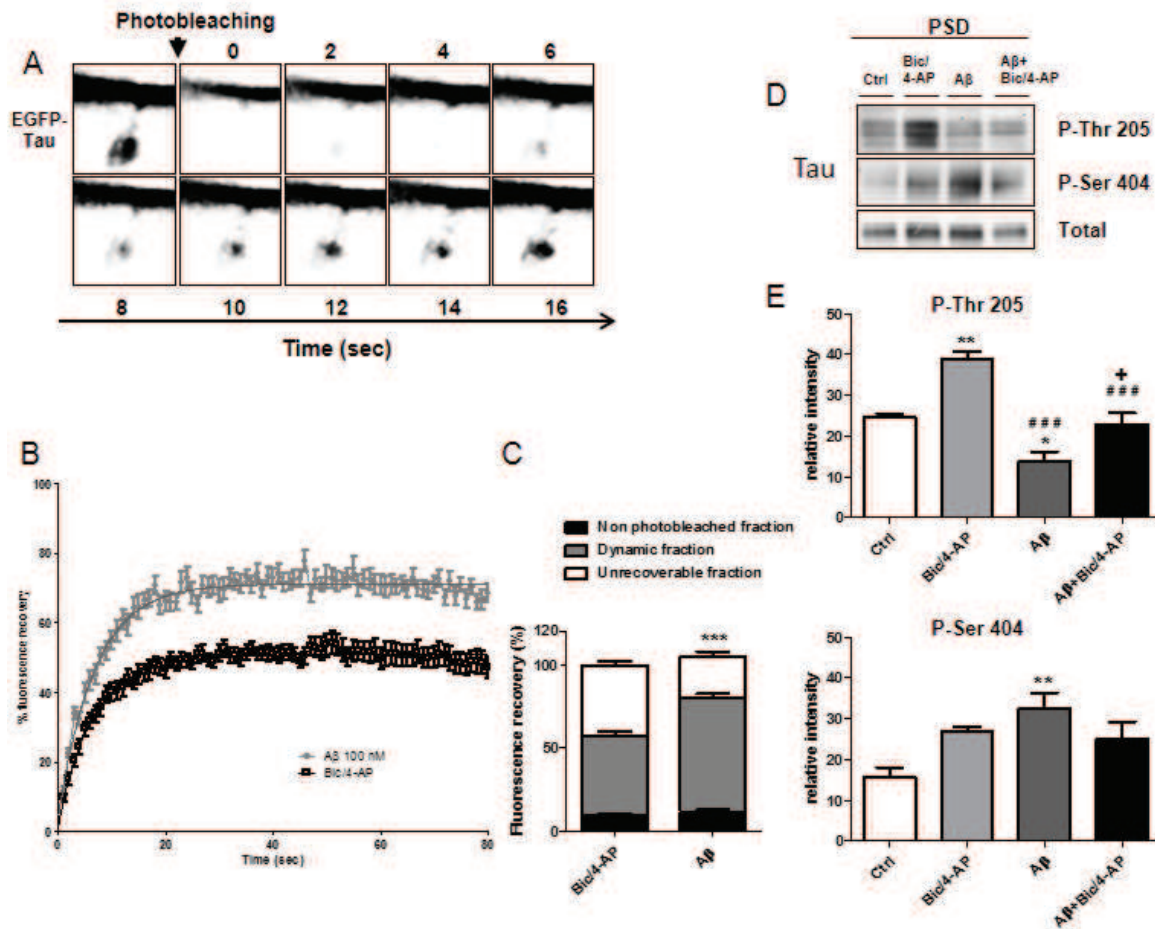 A
Photobleaching
0 2 4 6
EGFP-
Tau
8 10 12 14 16
Time (sec)
B
100
80
60
40
20
0
% fluorescence recovery
Aβ 100 nM
Bic/4-AP
0 20 40 60 80
Time (sec)
C
Non photobleached fraction
Dynamic fraction
Unrecoverable fraction
Fluorescence recovery (%)
120
100
50
0
***
Bic/4-AP Aβ
D
PSD
Ctrl Bic/4-AP Aβ Aβ+Bic/4-AP
Tau
P-Thr 205
P-Ser 404
Total
E
P-Thr 205
relative intensity
50
40
30
20
10
0
**
###
*
+
###
Ctrl Bic/4-AP Aβ Aβ+Bic/4-AP
P-Ser 404
relative intensity
50
40
30
20
10
0
**
Ctrl Bic/4-AP Aβ Aβ+Bic/4-AP